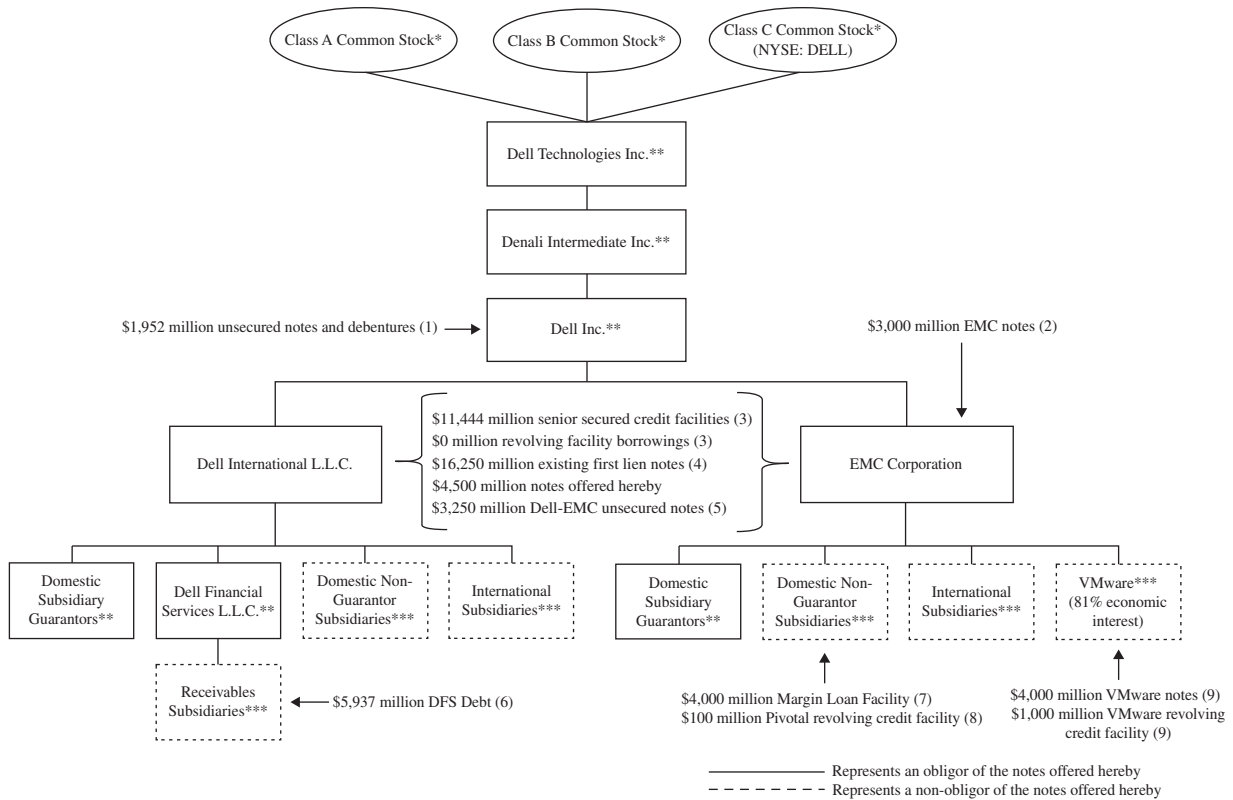 Class A Common Stock*
Class B Common Stock*
Class C Common Stock*
(NYSE: DELL)
Dell Technologies Inc.**
Denali Intermediate Inc.**
$1,952 million unsecured notes and debentures (1)
Dell Inc.**
$3,000 million EMC notes (2)
Dell International L.L.C.
$11,444 million senior secured credit facilities (3)
$0 million revolving facility borrowings (3)
$16,250 million existing first lien notes (4)
$4,500 million notes offered hereby
$3,250 million Dell-EMC unsecured notes (5)
EMC Corporation
Domestic
Subsidiary
Guarantors**
Dell Financial
Services L.L.C.**
Domestic Non-
Guarantor
Subsidiaries***
International
Subsidiaries***
Domestic
Subsidiary
Guarantors**
Domestic Non-
Guarantor
Subsidiaries***
International
Subsidiaries***
VMware***
(81% economic
interest)
Receivables
Subsidiaries***
$5,937 million DFS Debt (6)
$4,000 million Margin Loan Facility (7)
$100 million Pivotal revolving credit facility (8)
$4,000 million VMware notes (9)
$1,000 million VMware revolving
credit facility (9)
Represents an obligor of the notes offered hereby
Represents a non-obligor of the notes offered hereby